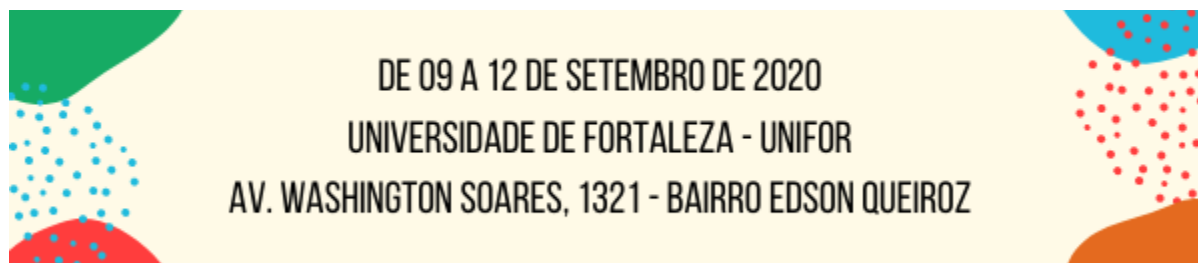 DE 09 A 12 DE SETEMBRO DE 2020
UNIVERSIDADE DE FORTALEZA - UNIFOR
AV. WASHINGTON SOARES, 1321 - BAIRRO EDSON QUEIROZ